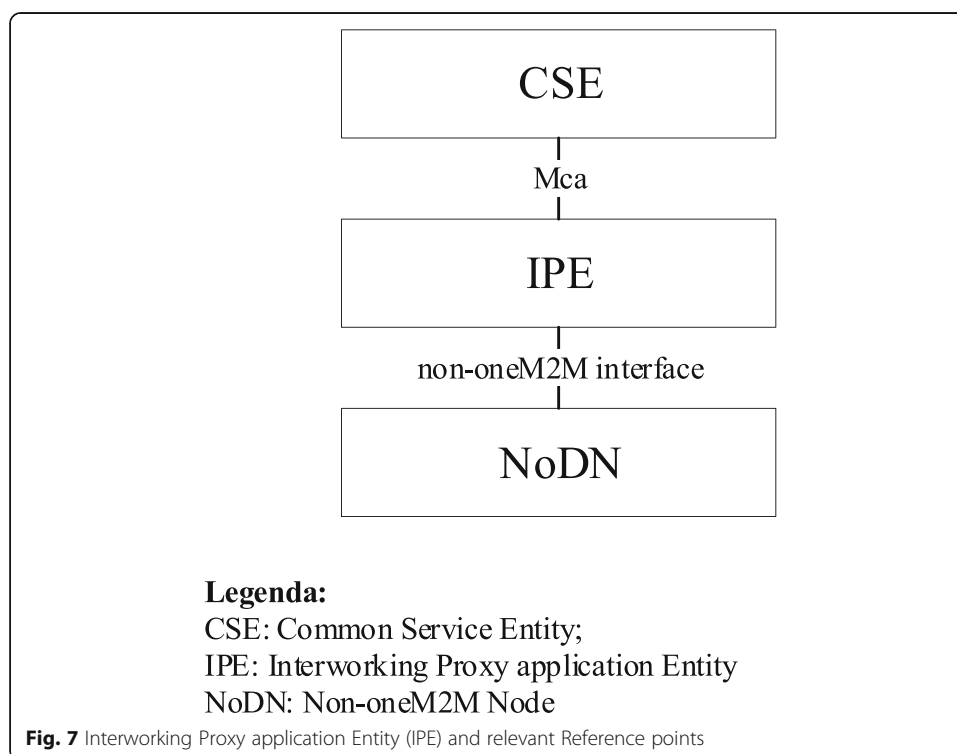 CSE
Mca
IPE
non-oneM2M interface
NoDN
Legenda:
CSE: Common Service Entity;
IPE: Interworking Proxy application Entity
NoDN: Non-oneM2M Node
Fig. 7 Interworking Proxy application Entity (IPE) and relevant Reference points